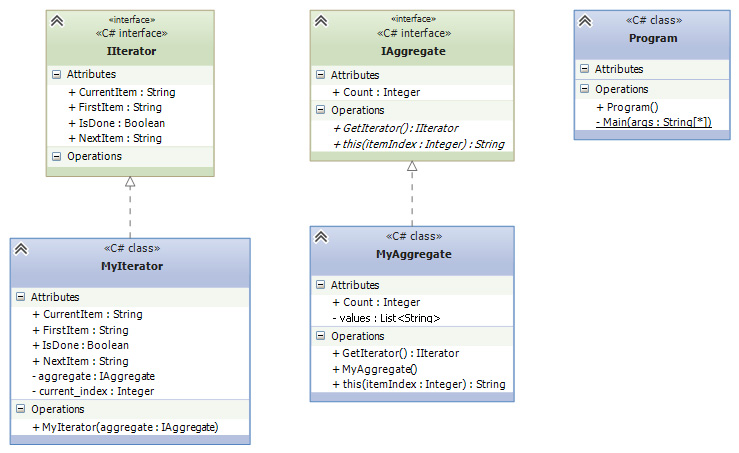 «interface»
«C# interface»
IIterator
Attributes
+ CurrentItem : String
+ FirstItem : String
+ IsDone : Boolean
+ NextItem : String
Operations
«interface»
«C# interface»
IAggregate
Attributes
+ Count : Integer
Operations
+ GetIterator() : IIterator
+ this(itemIndex : Integer) : String
«C# class»
Program
Attributes
Operations
+ Program()
- Main(args : String[*])
«C# class»
MyIterator
Attributes
+ CurrentItem : String
+ FirstItem : String
+ IsDone : Boolean
+ NextItem : String
- aggregate : IAggregate
- current_index : Integer
Operations
+ MyIterator(aggregate : IAggregate)
«C# class»
MyAggregate
Attributes
+ Count : Integer
- values : List<String>
Operations
+ GetIterator() : IIterator
+ MyAggregate()
+ this(itemIndex : Integer) : String